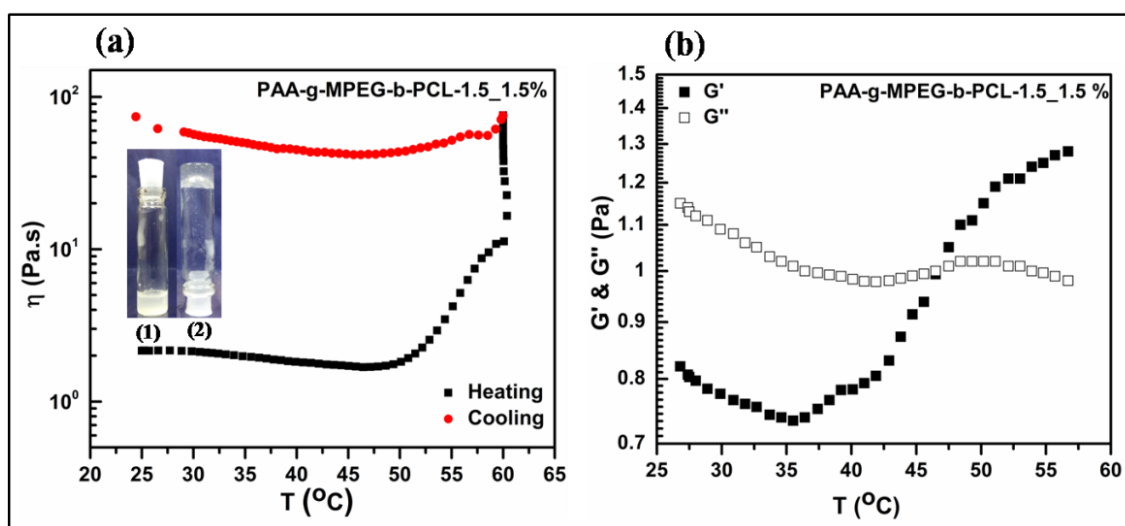 (a)
PAA-g-MPEG-b-PCL-1.5_1.5%
10²
10¹
10⁰
η (Pa.s)
(1)
(2)
Heating
Cooling
20 25 30 35 40 45 50 55 60 65
T (°C)
(b)
PAA-g-MPEG-b-PCL-1.5_1.5 %
G'
G''
1.5
1.4
1.3
1.2
1.1
1
0.9
0.8
0.7
G' & G'' (Pa)
25 30 35 40 45 50 55 60
T (°C)